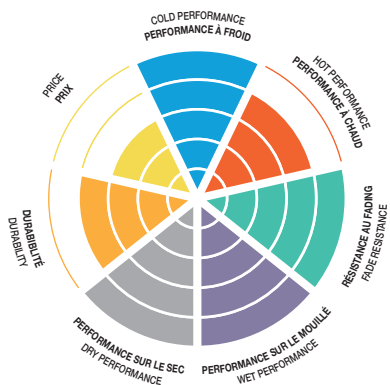 COLD PERFORMANCE
PERFORMANCE À FROID
HOT PERFORMANCE
PERFORMANCE À CHAUD
RÉSISTANCE AU FADING
FADE RESISTANCE
PERFORMANCE SUR LE MOUILLÉ
WET PERFORMANCE
PERFORMANCE SUR LE SEC
DRY PERFORMANCE
DURABIBLITÉ
DURABILITY
PRICE
PRIX